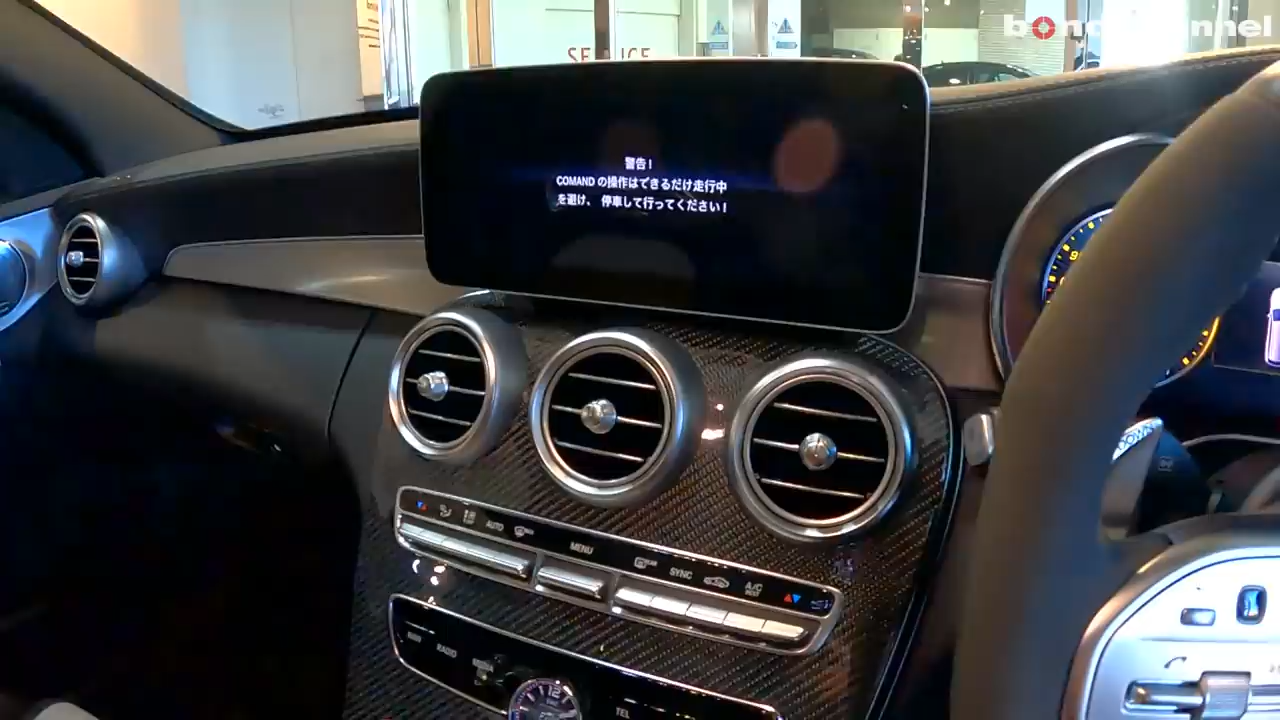 SERVICE
警告！
COMAND の操作はできるだけ走行中
を避け、 停車して行ってください！
AUTO
MENU
SYNC
A/C
RADIO
TEL
12